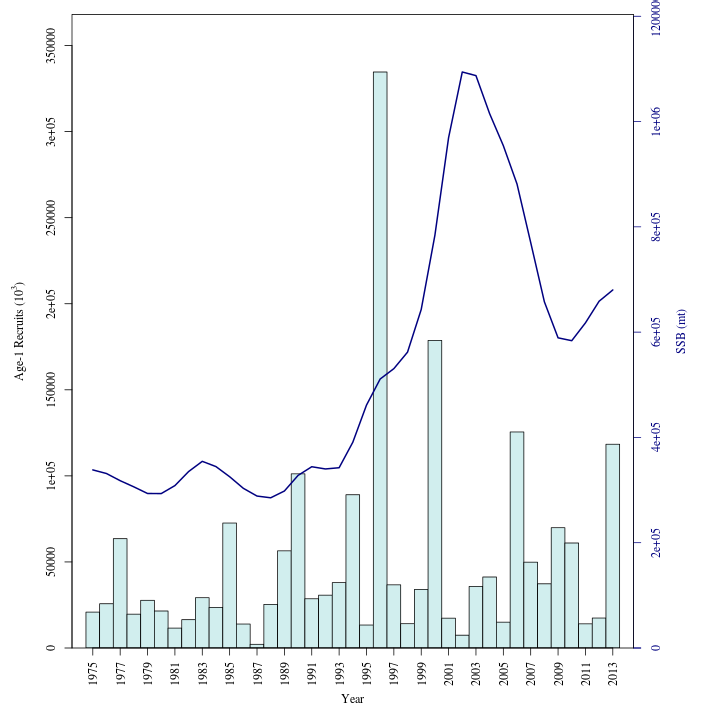 350000
3e+05
250000
2e+05
150000
1e+05
50000
0
Age-1 Recruits (10³)
1200000
1e+06
8e+05
6e+05
4e+05
2e+05
0
SSB (mt)
1975 1977 1979 1981 1983 1985 1987 1989 1991 1993 1995 1997 1999 2001 2003 2005 2007 2009 2011 2013
Year